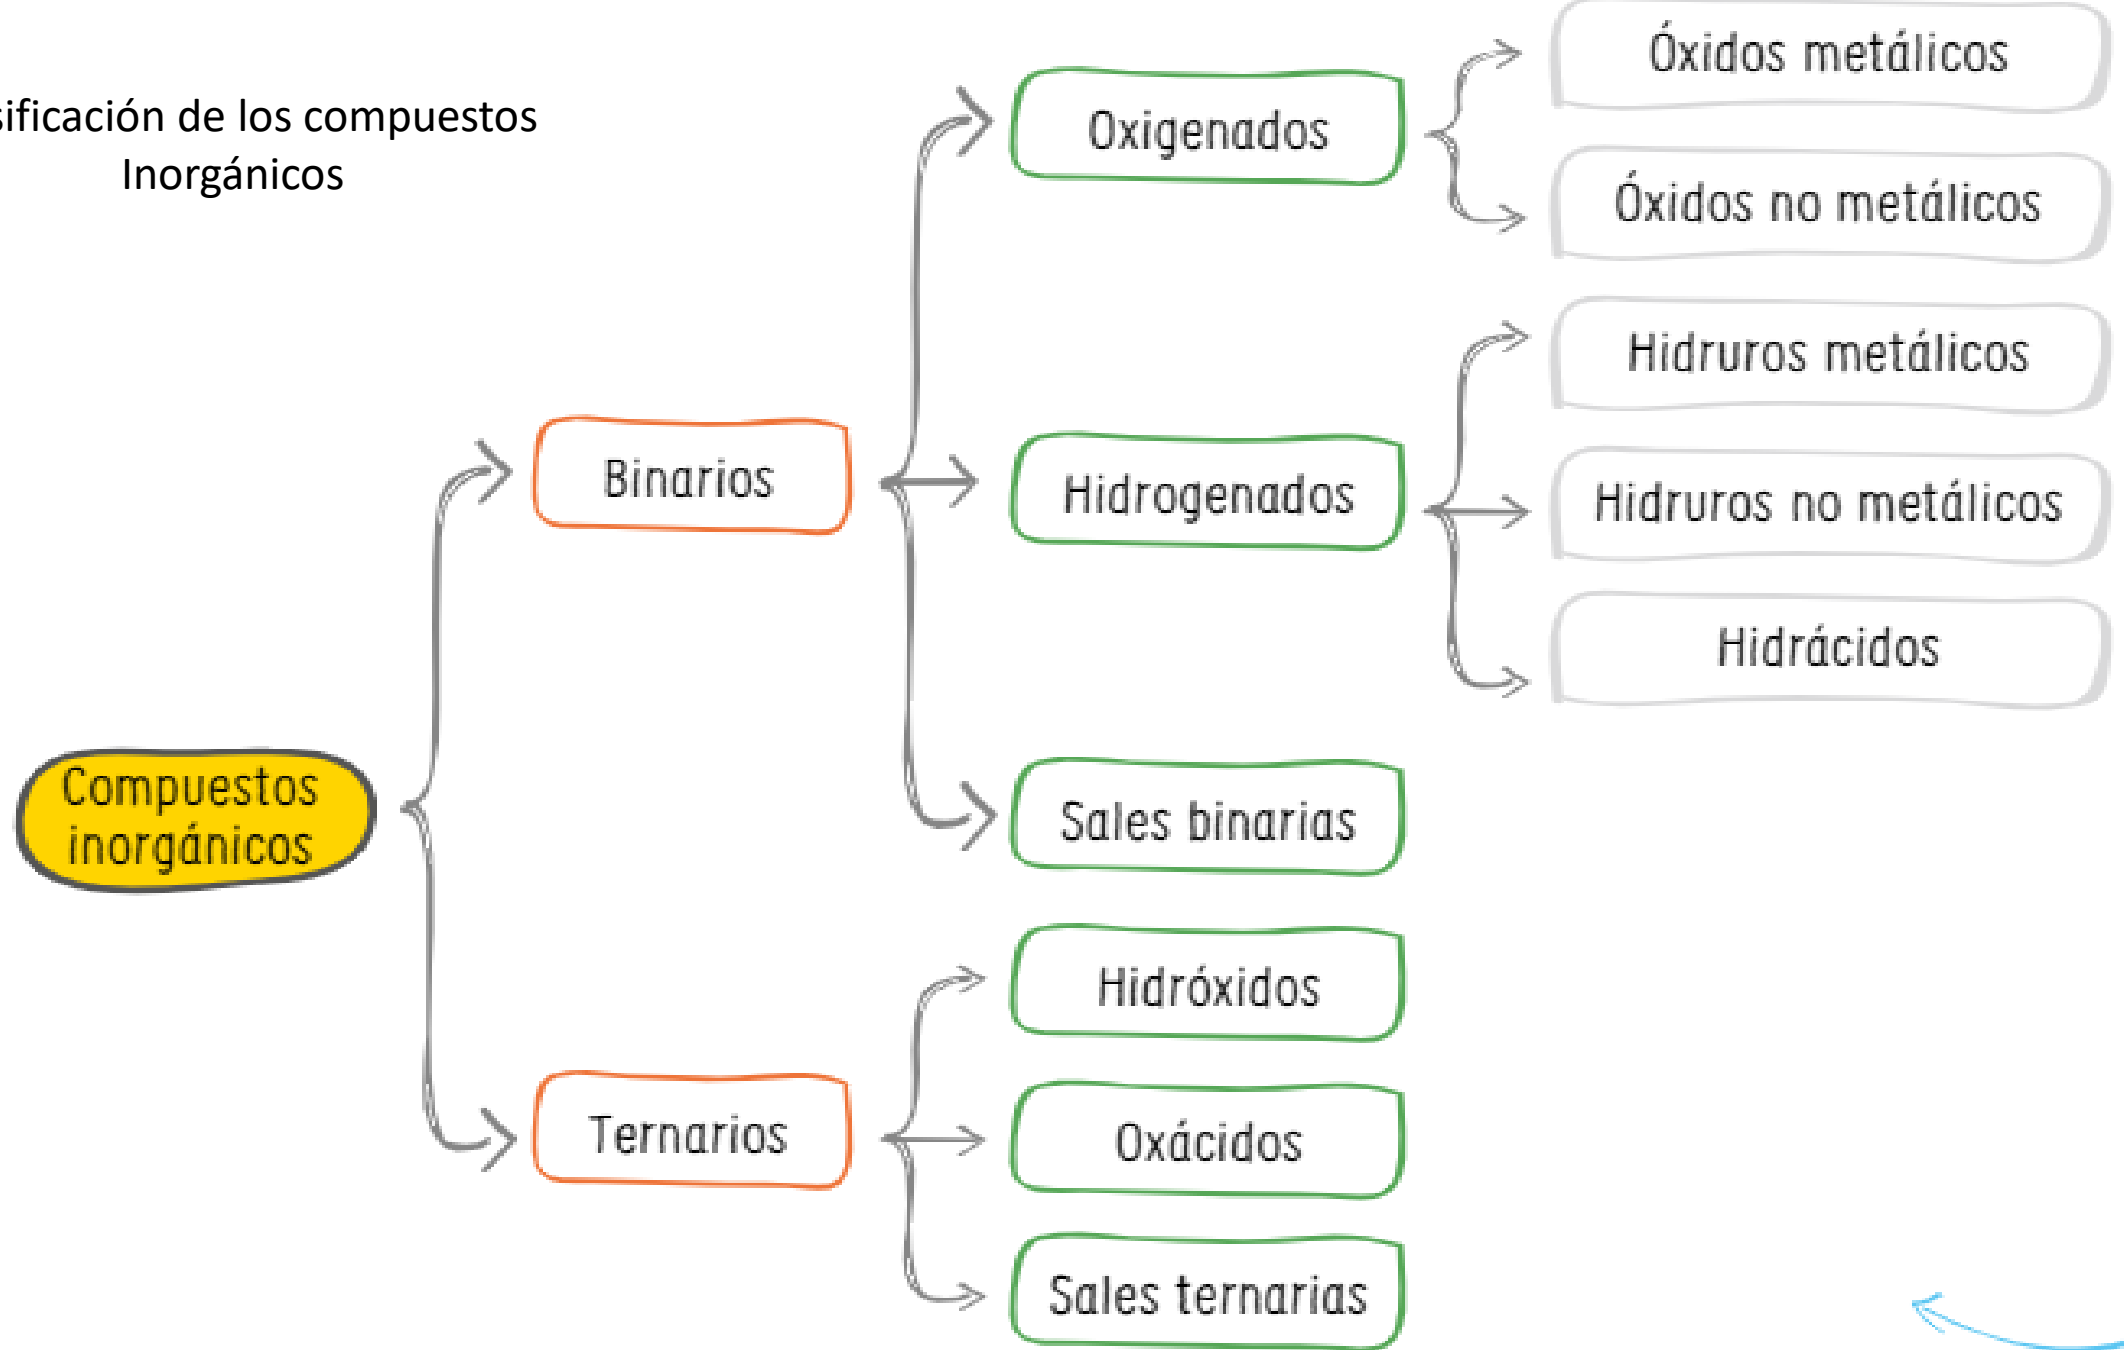 sificación de los compuestos
Inorgánicos
Compuestos
inorgánicos
Binarios
Ternarios
Oxigenados
Hidrogenados
Sales binarias
Hidróxidos
Oxácidos
Sales ternarias
Óxidos metálicos
Óxidos no metálicos
Hidruros metálicos
Hidruros no metálicos
Hidrácidos